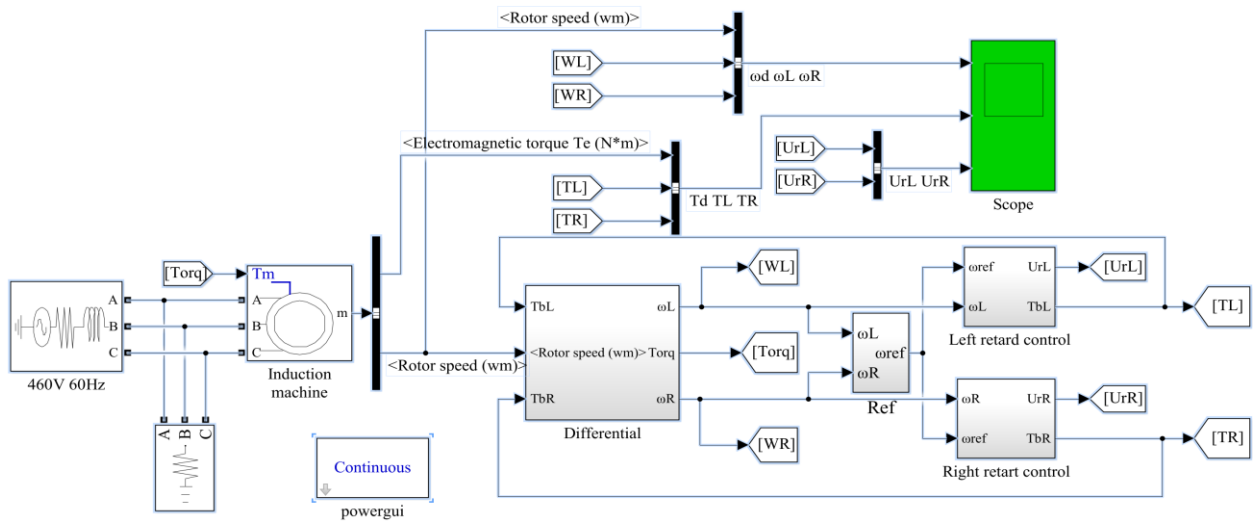 <Rotor speed (wm)>
[WL]
[WR]
ωd ωL ωR
<Electromagnetic torque Te (N*m)>
[TL]
[TR]
Td TL TR
[UrL]
[UrR]
UrL UrR
Scope
[Torq]
Tm
A
B
C
m
A
B
C
460V 60Hz
Induction
machine
<Rotor speed (wm)>
A
B
C
Continuous
powergui
TbL
<Rotor speed (wm)>
TbR
ωL
Torq
ωR
Differential
[WL]
[Torq]
[WR]
ωL
ωR
ωref
Ref
ωref
ωL
UrL
TbL
Left retard control
[UrL]
[TL]
ωR
ωref
UrR
TbR
Right retart control
[UrR]
[TR]